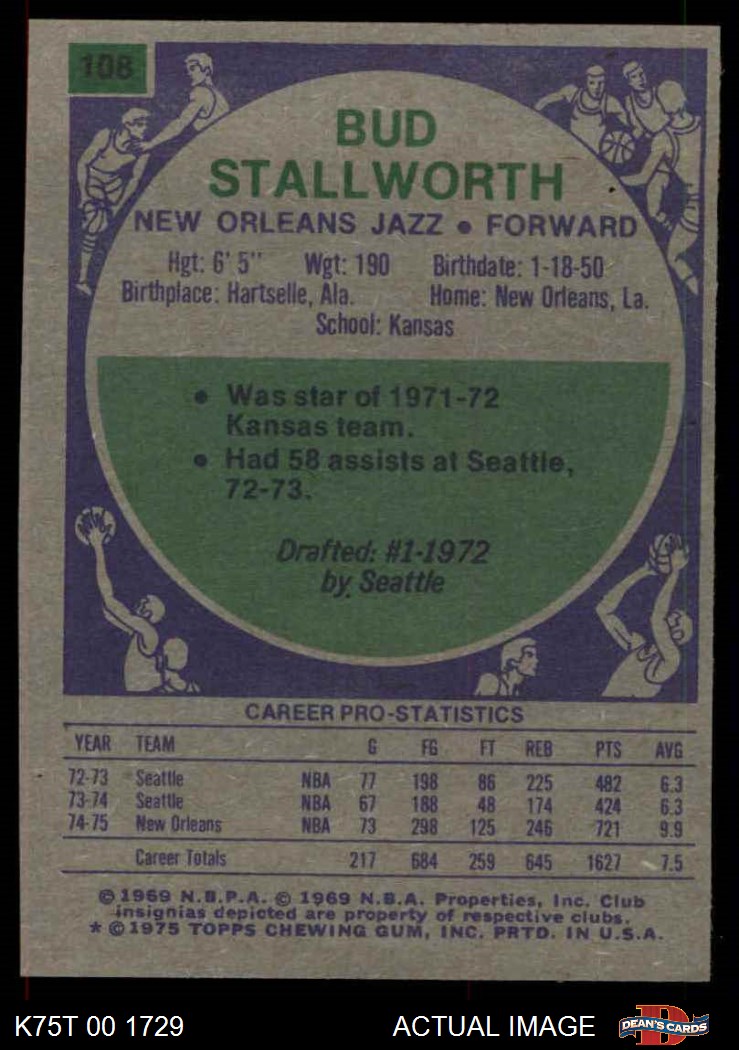 108
BUD
STALLWORTH
NEW ORLEANS JAZZ • FORWARD
Hgt: 6' 5" Wgt: 190 Birthdate: 1-18-50
Birthplace: Hartselle, Ala. Home: New Orleans, La.
School: Kansas
• Was star of 1971-72
Kansas team.
• Had 58 assists at Seattle,
72-73.
Drafted: #1-1972
by Seattle
CAREER PRO-STATISTICS
YEAR TEAM G FG FT REB PTS AVG
72-73 Seattle NBA 77 198 86 225 482 6.3
73-74 Seattle NBA 67 188 48 174 424 6.3
74-75 New Orleans NBA 73 298 125 246 721 9.9
Career Totals 217 684 259 645 1627 7.5
© 1969 N.B.P.A. © 1969 N.B.A. Properties, Inc. Club
insignias depicted are property of respective clubs.
* © 1975 TOPPS CHEWING GUM, INC. PRTD. IN U.S.A.
K75T 00 1729 ACTUAL IMAGE D DEAN'S CARDS